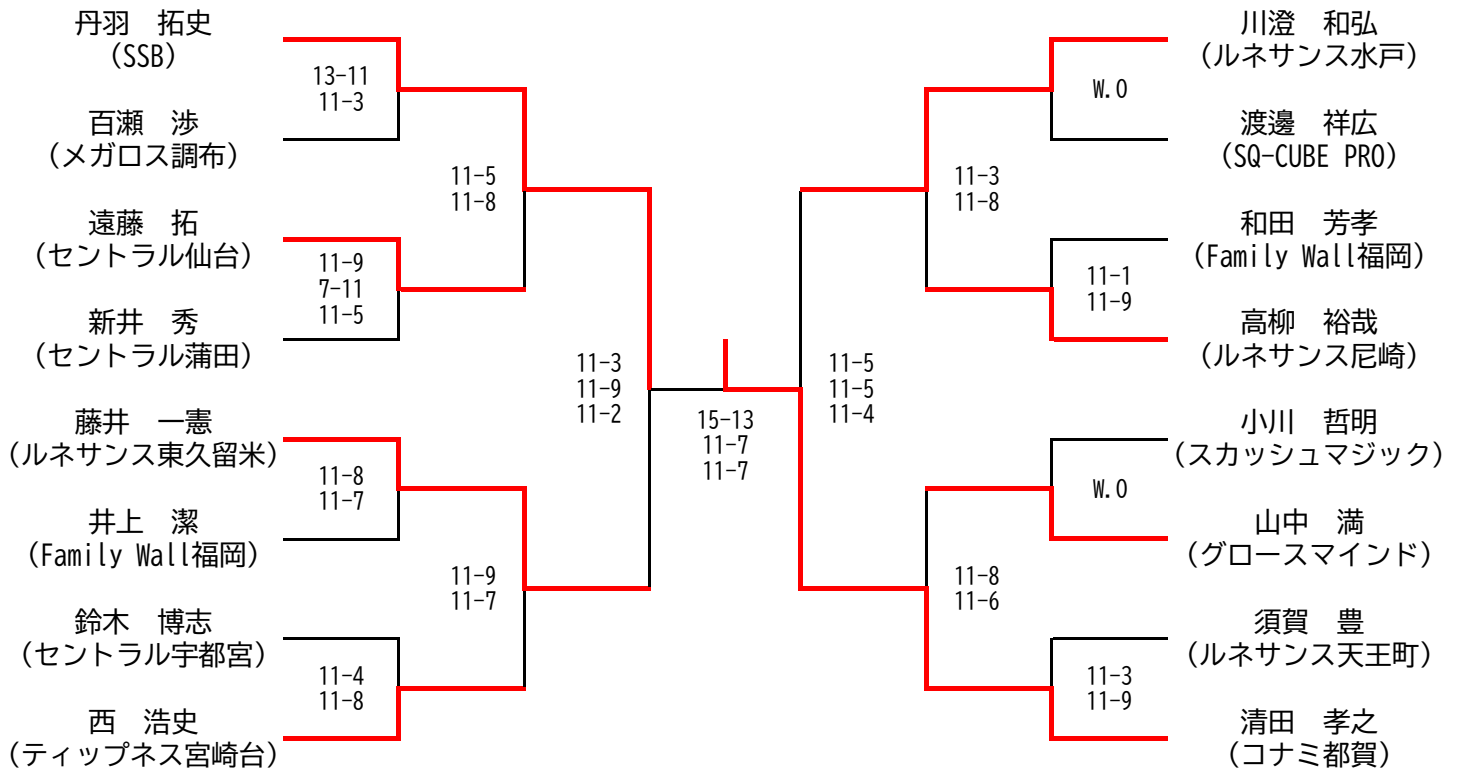 丹羽　拓史
（SSB）
13-11
11-3
百瀬　渉
（メガロス調布）
11-5
11-8
遠藤　拓
（セントラル仙台）
11-9
7-11
11-5
新井　秀
（セントラル蒲田）
11-3
11-9
11-2
藤井　一憲
（ルネサンス東久留米）
11-8
11-7
井上　潔
（Family Wall福岡）
11-9
11-7
鈴木　博志
（セントラル宇都宮）
11-4
11-8
西　浩史
（ティップネス宮崎台）
15-13
11-7
11-7
川澄　和弘
（ルネサンス水戸）
W.O
渡邊　祥広
（SQ-CUBE PRO）
11-3
11-8
和田　芳孝
（Family Wall福岡）
11-1
11-9
高柳　裕哉
（ルネサンス尼崎）
11-5
11-5
11-4
小川　哲明
（スカッシュマジック）
W.O
山中　満
（グロースマインド）
11-8
11-6
須賀　豊
（ルネサンス天王町）
11-3
11-9
清田　孝之
（コナミ都賀）